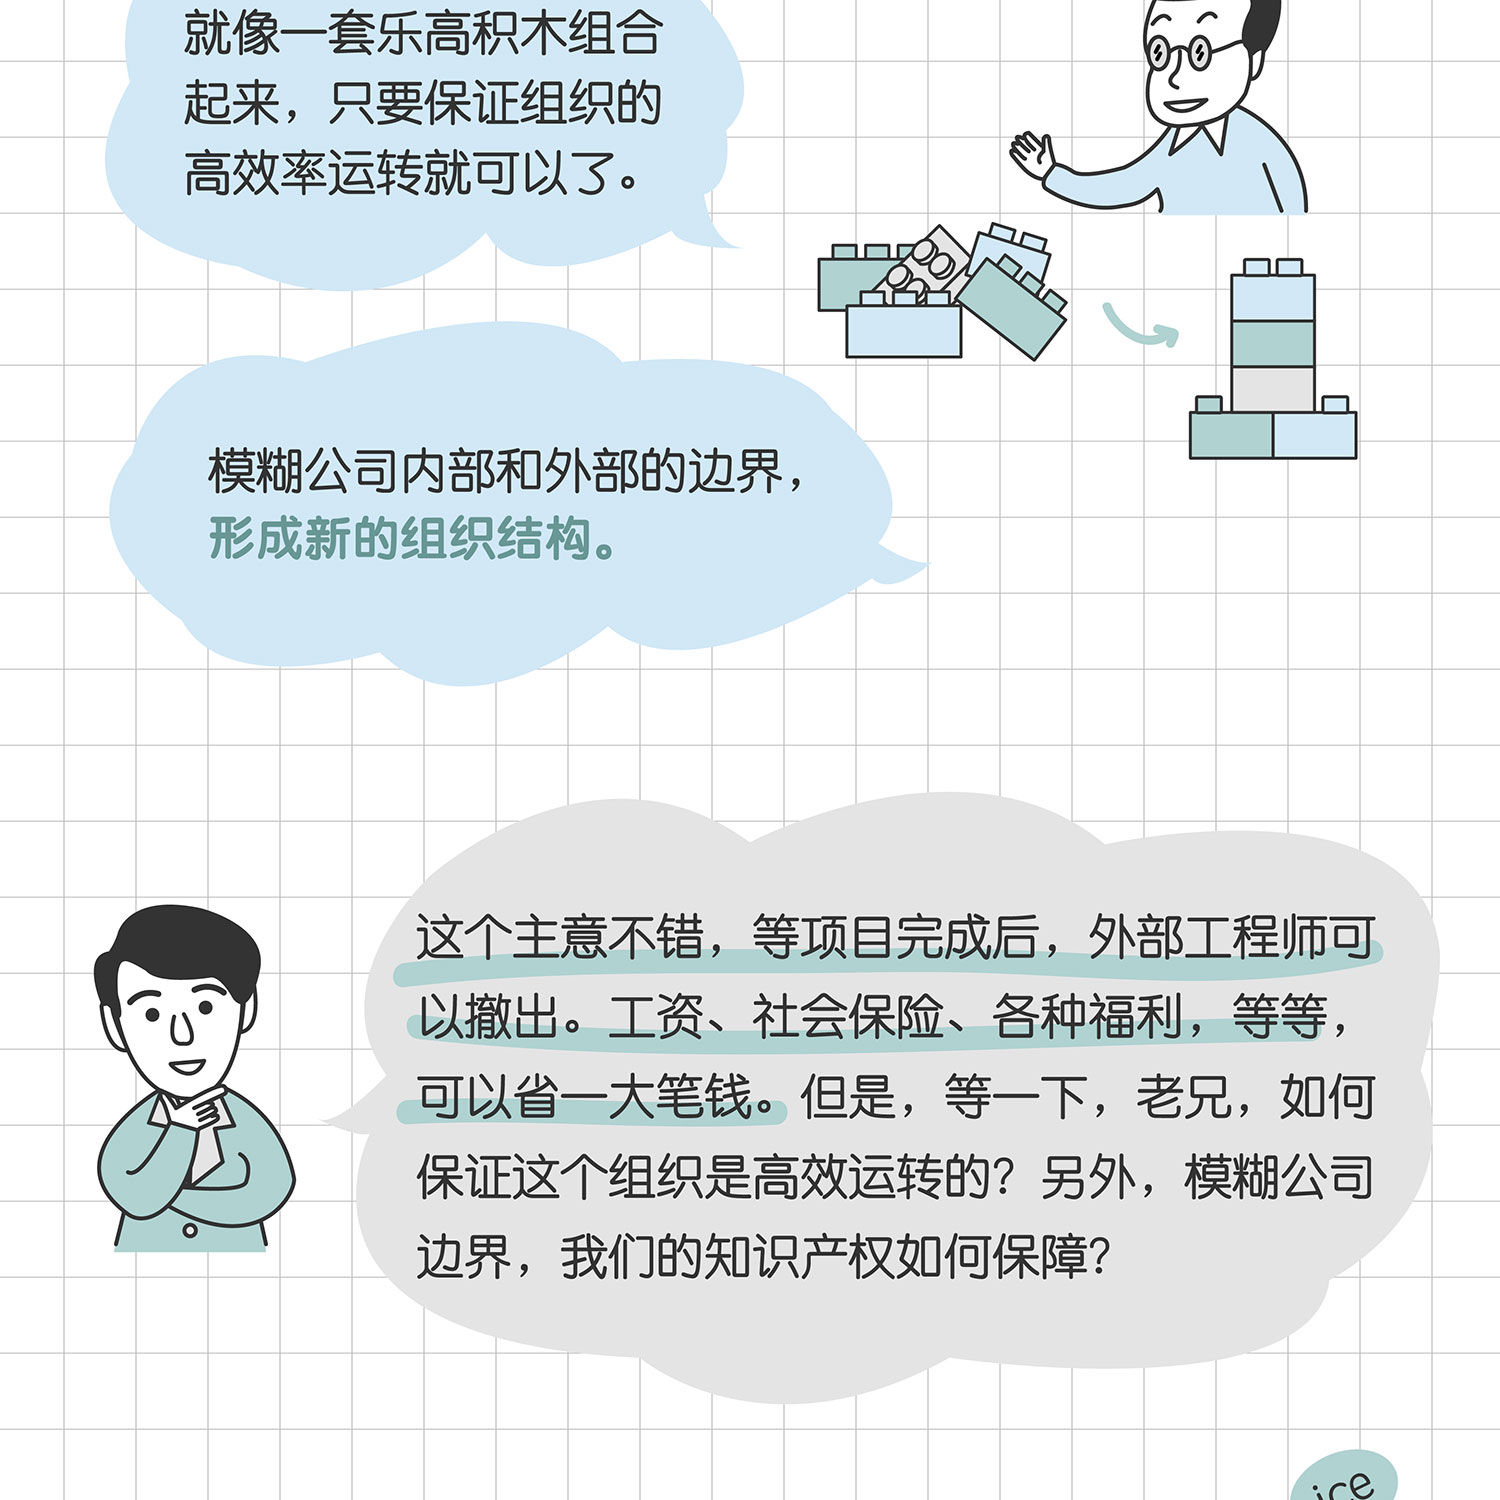 就像一套乐高积木组合
起来，只要保证组织的
高效率运转就可以了。
模糊公司内部和外部的边界，
形成新的组织结构。
这个主意不错，等项目完成后，外部工程师可
以撤出。工资、社会保险、各种福利，等等，
可以省一大笔钱。但是，等一下，老兄，如何
保证这个组织是高效运转的？另外，模糊公司
边界，我们的知识产权如何保障？
ice